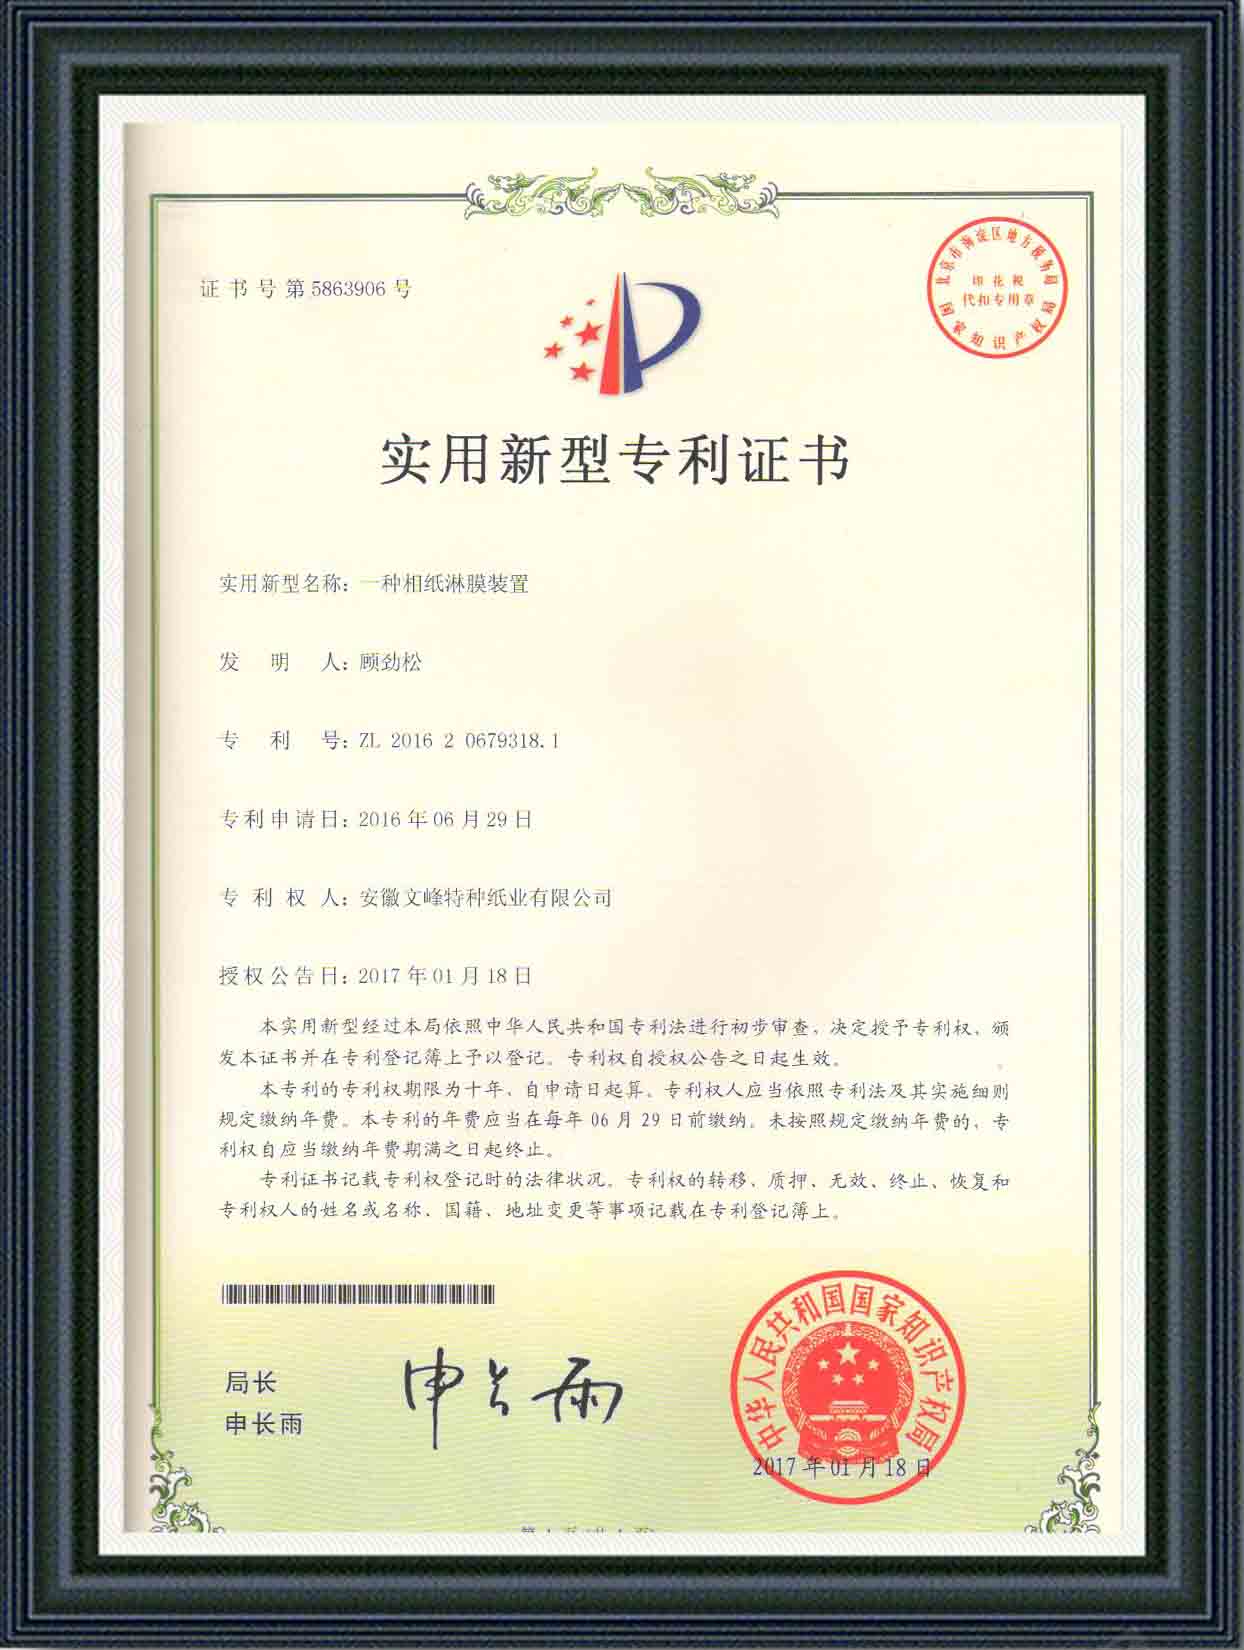 证书号第5863906号
北京市海淀区地方税务局
印花税
代扣专用章
国家知识产权局
实用新型专利证书
实用新型名称：一种相纸淋膜装置
发明人：顾劲松
专利号：ZL 2016 2 0679318.1
专利申请日：2016年06月29日
专利权人：安徽文峰特种纸业有限公司
授权公告日：2017年01月18日
本实用新型经过本局依照中华人民共和国专利法进行初步审查，决定授予专利权，颁
发本证书并在专利登记簿上予以登记。专利权自授权公告之日起生效。
本专利的专利权期限为十年，自申请日起算。专利权人应当依照专利法及其实施细则
规定缴纳年费。本专利的年费应当在每年06月29日前缴纳。未按照规定缴纳年费的，专
利权自应当缴纳年费期满之日起终止。
专利证书记载专利权登记时的法律状况。专利权的转移、质押、无效、终止、恢复和
专利权人的姓名或名称、国籍、地址变更等事项记载在专利登记簿上。
局长
申长雨
申长雨
中华人民共和国国家知识产权局
2017年01月18日